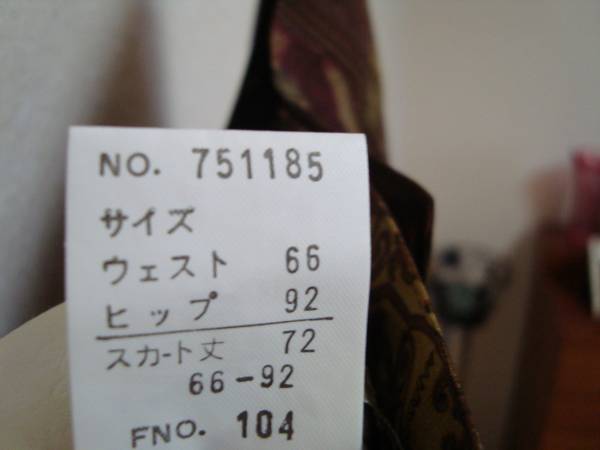 NO. 751185
サイズ
ウェスト 66
ヒップ 92
スカート丈 72
66-92
FNO. 104